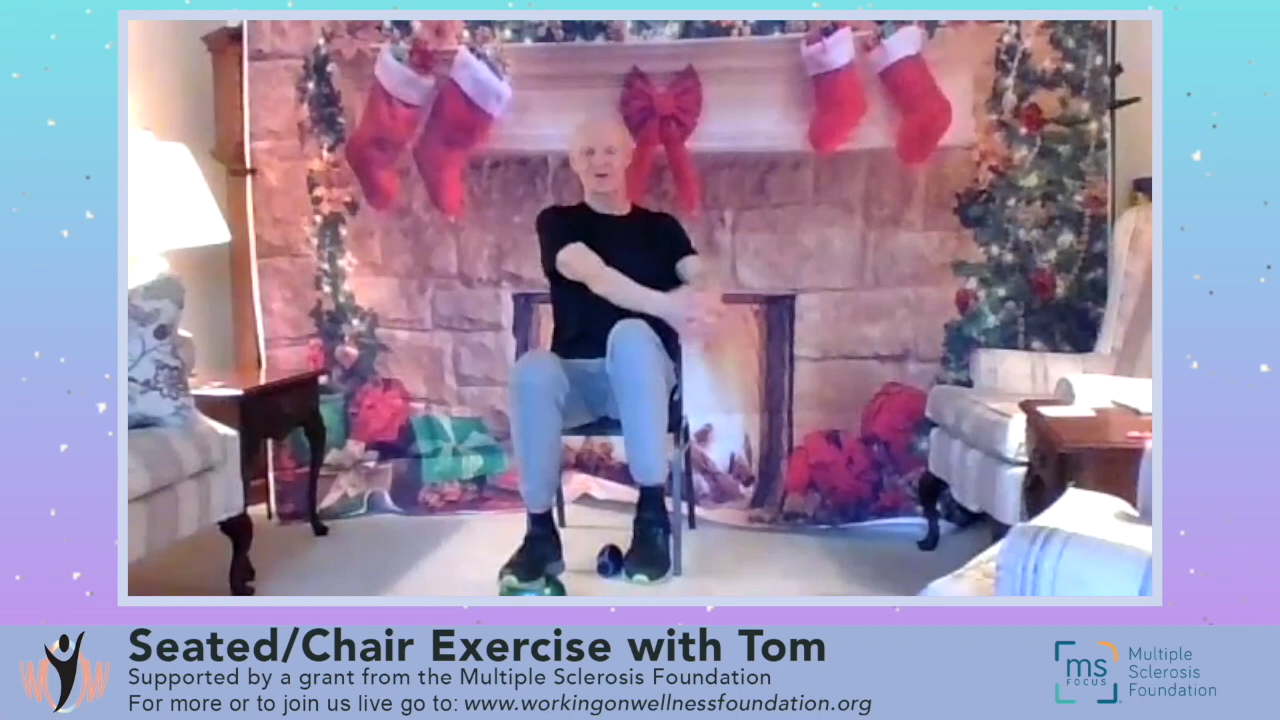 Seated/Chair Exercise with Tom
Supported by a grant from the Multiple Sclerosis Foundation
For more or to join us live go to: www.workingonwellnessfoundation.org
WOW
ms
FOCUS
Multiple
Sclerosis
Foundation